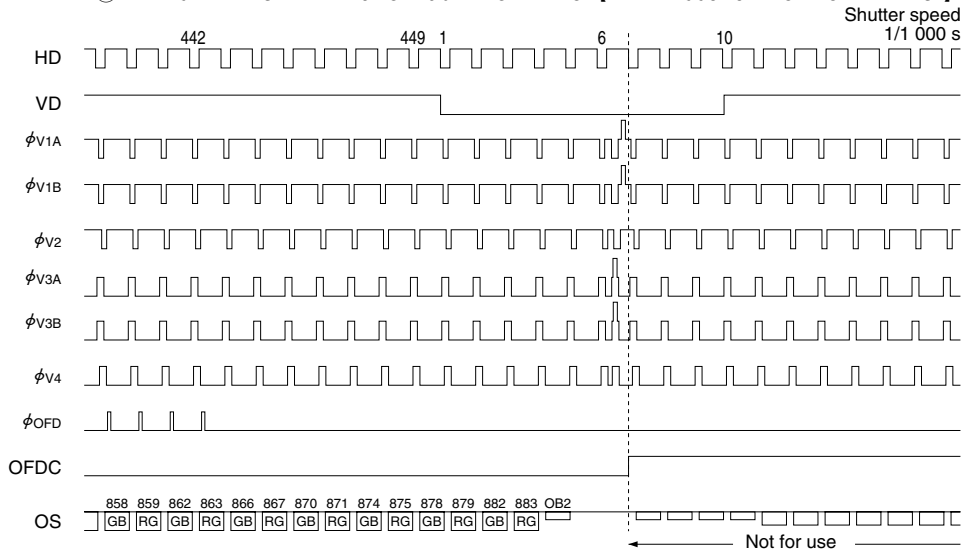 Shutter speed
1/1 000 s
442 449 1 6 10
HD
VD
ϕV1A
ϕV1B
ϕV2
ϕV3A
ϕV3B
ϕV4
ϕOFD
OFDC
858 859 862 863 866 867 870 871 874 875 878 879 882 883 OB2
OS GB RG GB RG GB RG GB RG GB RG GB RG GB RG
Not for use